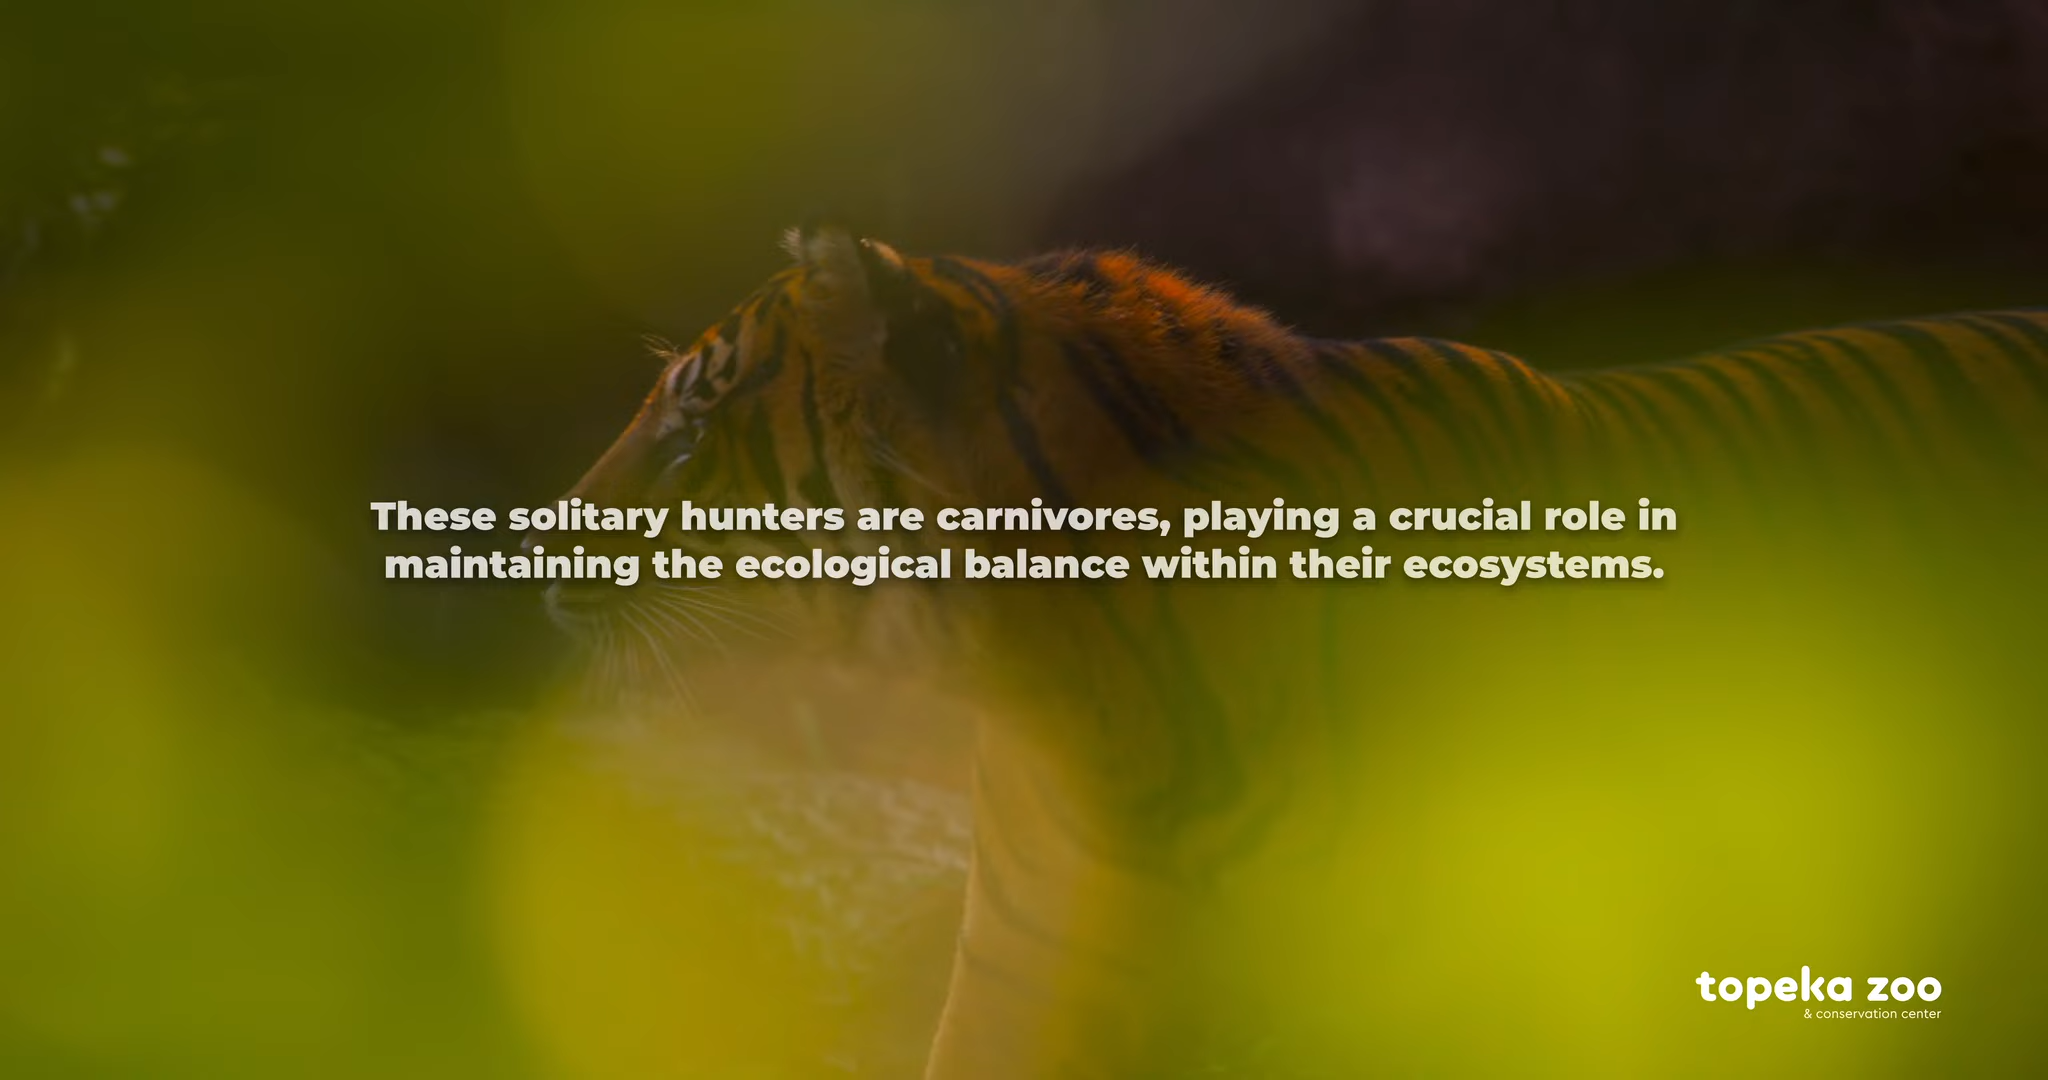 These solitary hunters are carnivores, playing a crucial role in
maintaining the ecological balance within their ecosystems.
topeka zoo
& conservation center